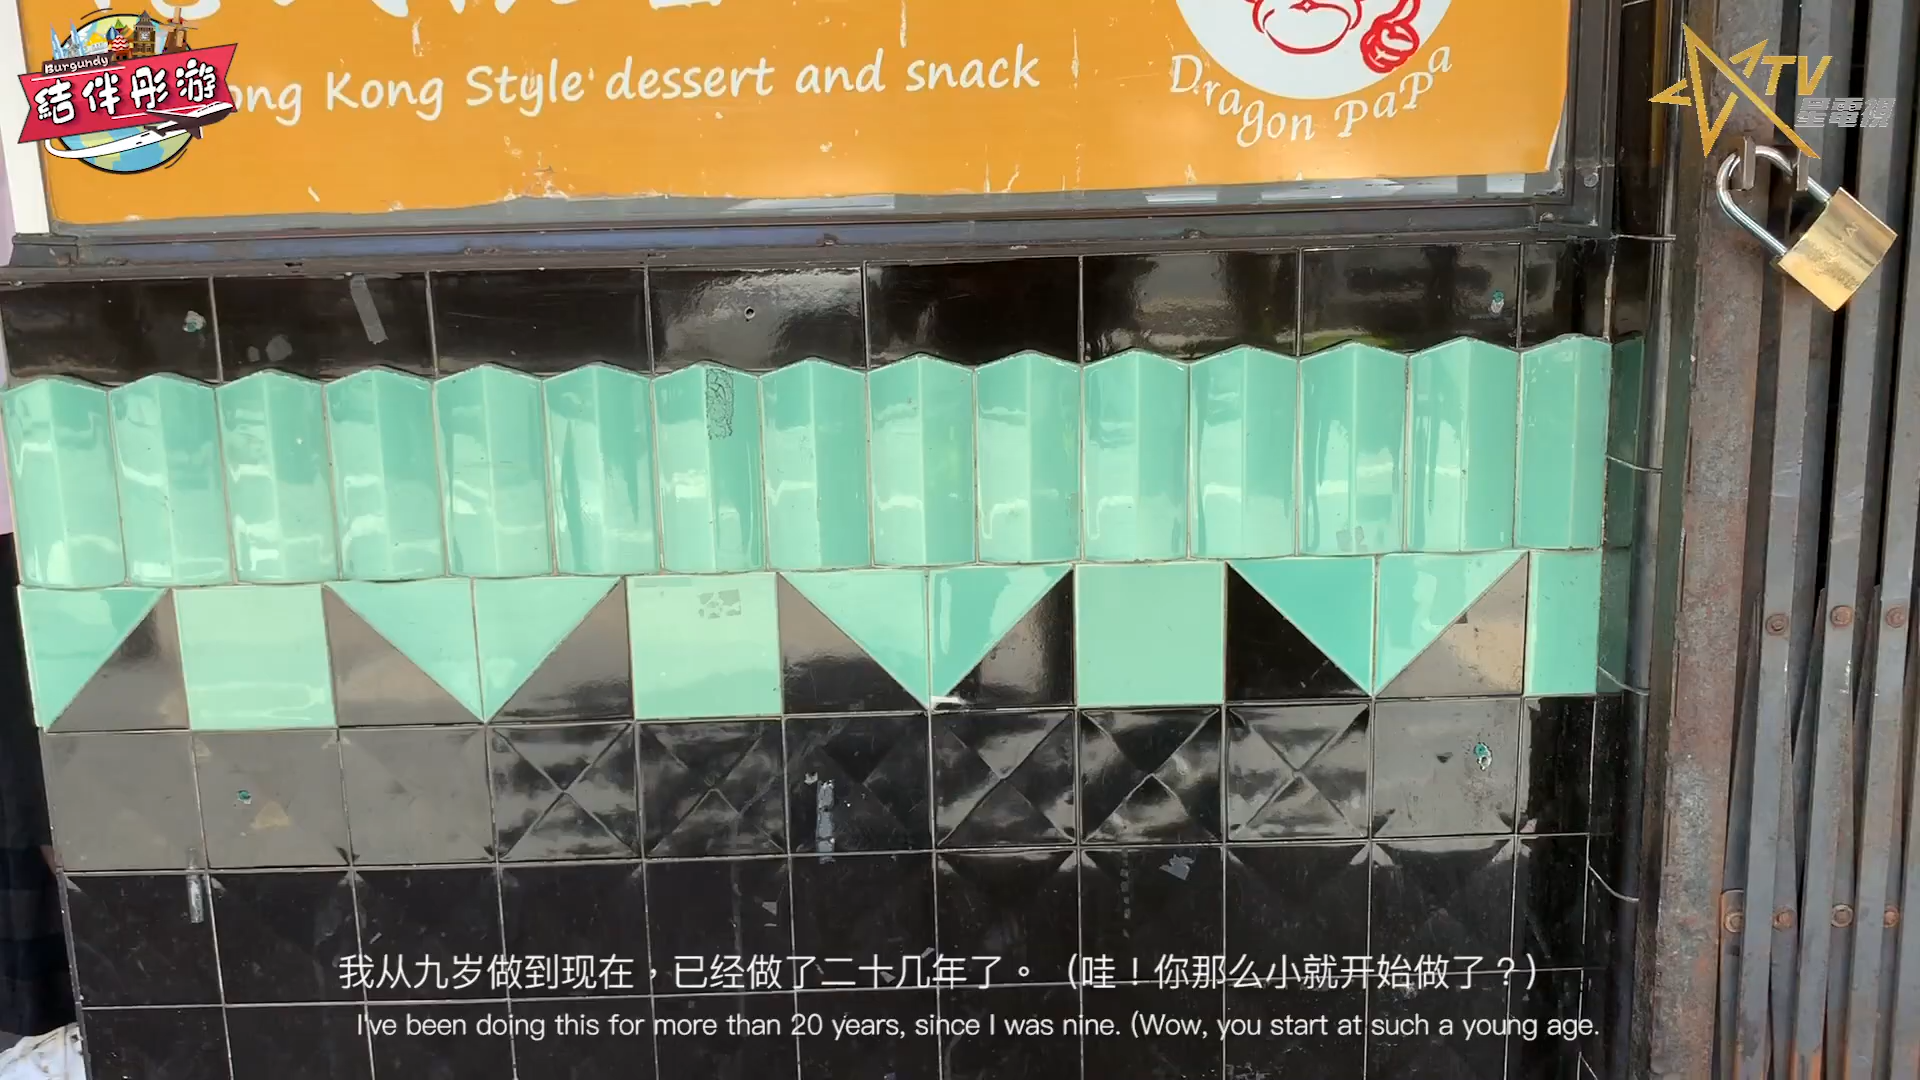 Burgundy
結伴彤游
TV
星電視
ong Kong Style dessert and snack
Dragon PaPa
我从九岁做到现在，已经做了二十几年了。（哇！你那么小就开始做了？）
I've been doing this for more than 20 years, since I was nine. (Wow, you start at such a young age.